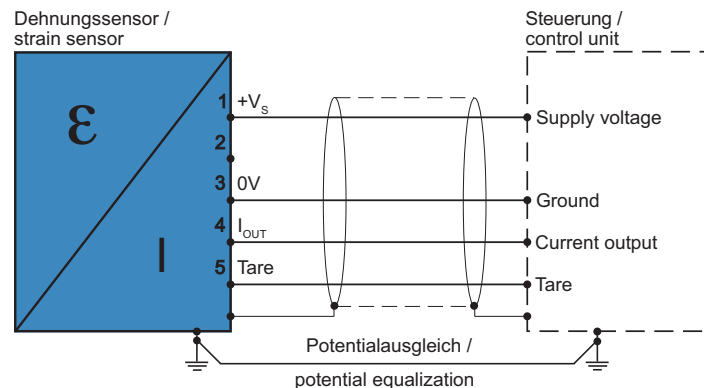 Dehnungssensor /
strain sensor
Steuerung /
control unit
ε
I
1 +VS
2
3 0V
4 IOUT
5 Tare
Supply voltage
Ground
Current output
Tare
Potentialausgleich /
potential equalization